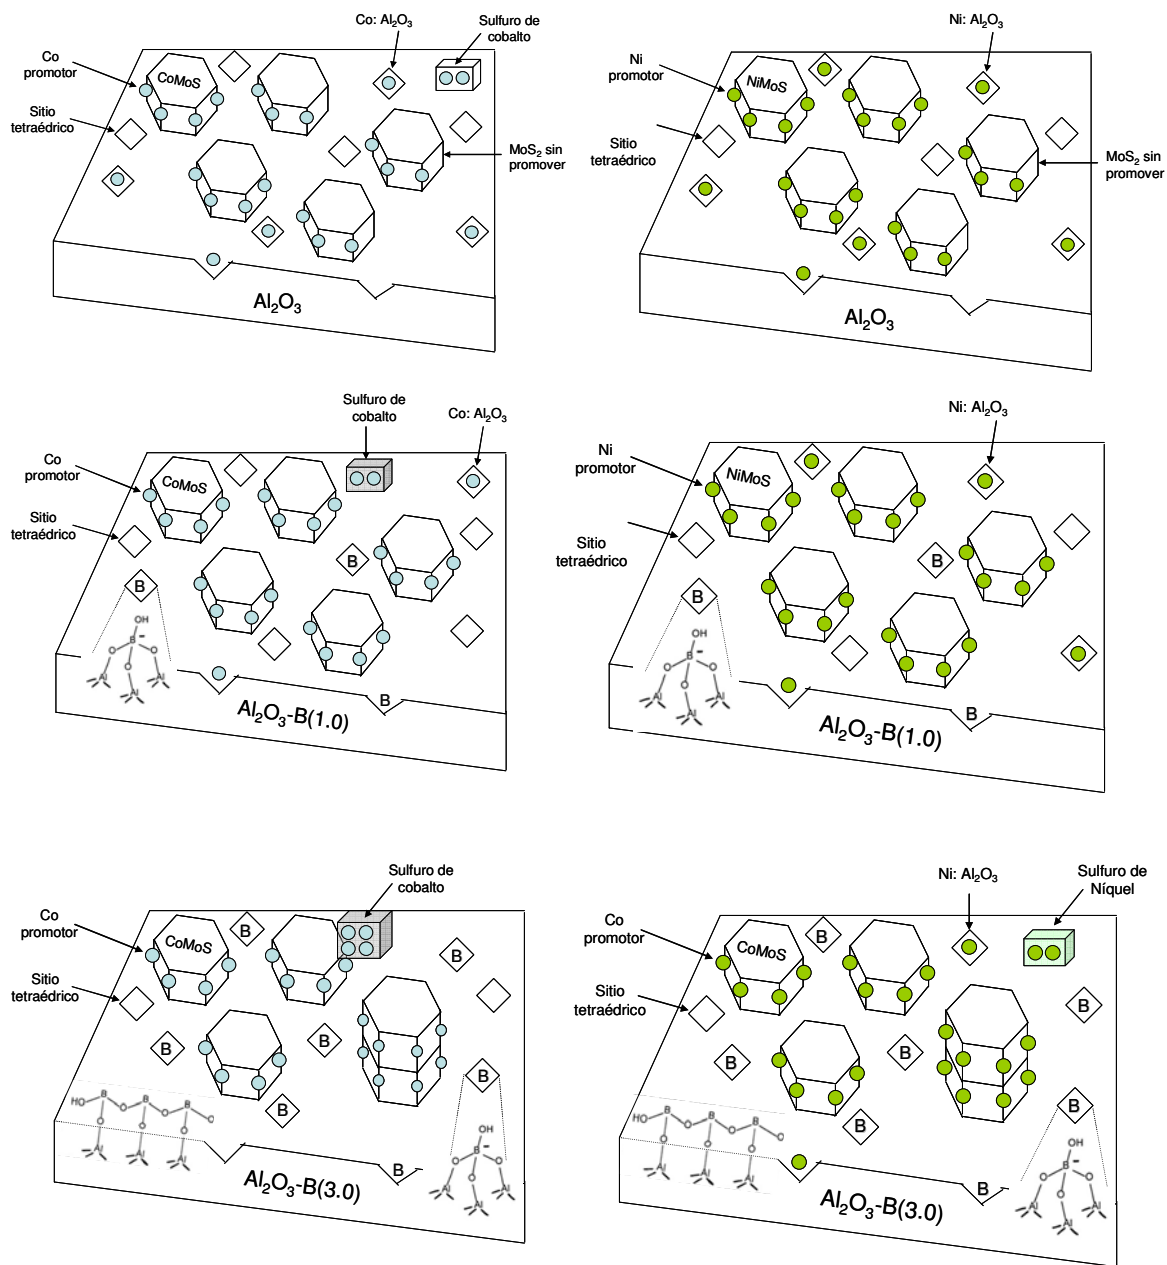 Co: Al₂O₃
Sulfuro de
cobalto
Co
promotor
CoMoS
Sitio
tetraédrico
MoS₂ sin
promover
Al₂O₃
Ni: Al₂O₃
Ni
promotor
NiMoS
Sitio
tetraédrico
MoS₂ sin
promover
Al₂O₃
Sulfuro de
cobalto
Co: Al₂O₃
Co
promotor
CoMoS
Sitio
tetraédrico
B
B
OH
B-
O
O
O
Al
Al
Al
B
Al₂O₃-B(1.0)
Ni: Al₂O₃
Ni
promotor
NiMoS
Sitio
tetraédrico
B
B
OH
B-
O
O
O
Al
Al
Al
B
Al₂O₃-B(1.0)
Sulfuro de
cobalto
Co
promotor
CoMoS
B
B
Sitio
tetraédrico
B
B
B
B
HO B O B O B O
O O O
Al Al Al
OH
B-
O
O
O
Al
Al
Al
B
Al₂O₃-B(3.0)
Ni: Al₂O₃
Sulfuro de
Níquel
Co
promotor
CoMoS
B
Sitio
tetraédrico
B
B
B
B
B
HO B O B O B O
O O O
Al Al Al
OH
B-
O
O
O
Al
Al
Al
B
Al₂O₃-B(3.0)